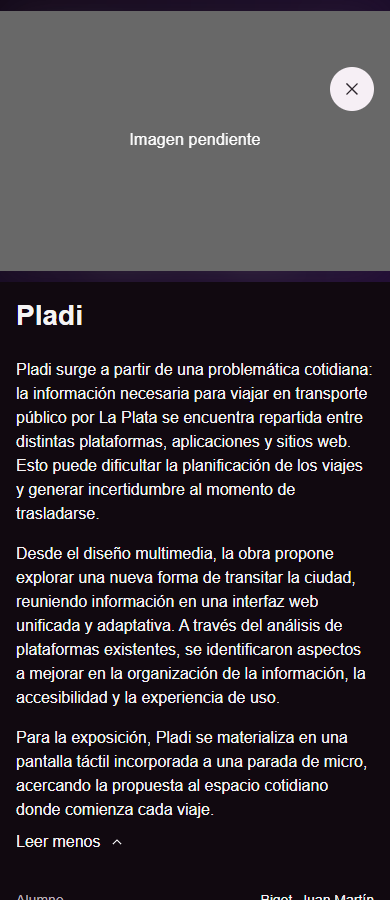 Imagen pendiente
Pladi
Pladi surge a partir de una problemática cotidiana:
la información necesaria para viajar en transporte
público por La Plata se encuentra repartida entre
distintas plataformas, aplicaciones y sitios web.
Esto puede dificultar la planificación de los viajes
y generar incertidumbre al momento de
trasladarse.
Desde el diseño multimedia, la obra propone
explorar una nueva forma de transitar la ciudad,
reuniendo información en una interfaz web
unificada y adaptativa. A través del análisis de
plataformas existentes, se identificaron aspectos
a mejorar en la organización de la información, la
accesibilidad y la experiencia de uso.
Para la exposición, Pladi se materializa en una
pantalla táctil incorporada a una parada de micro,
acercando la propuesta al espacio cotidiano
donde comienza cada viaje.
Leer menos
Alumno Juan Martín